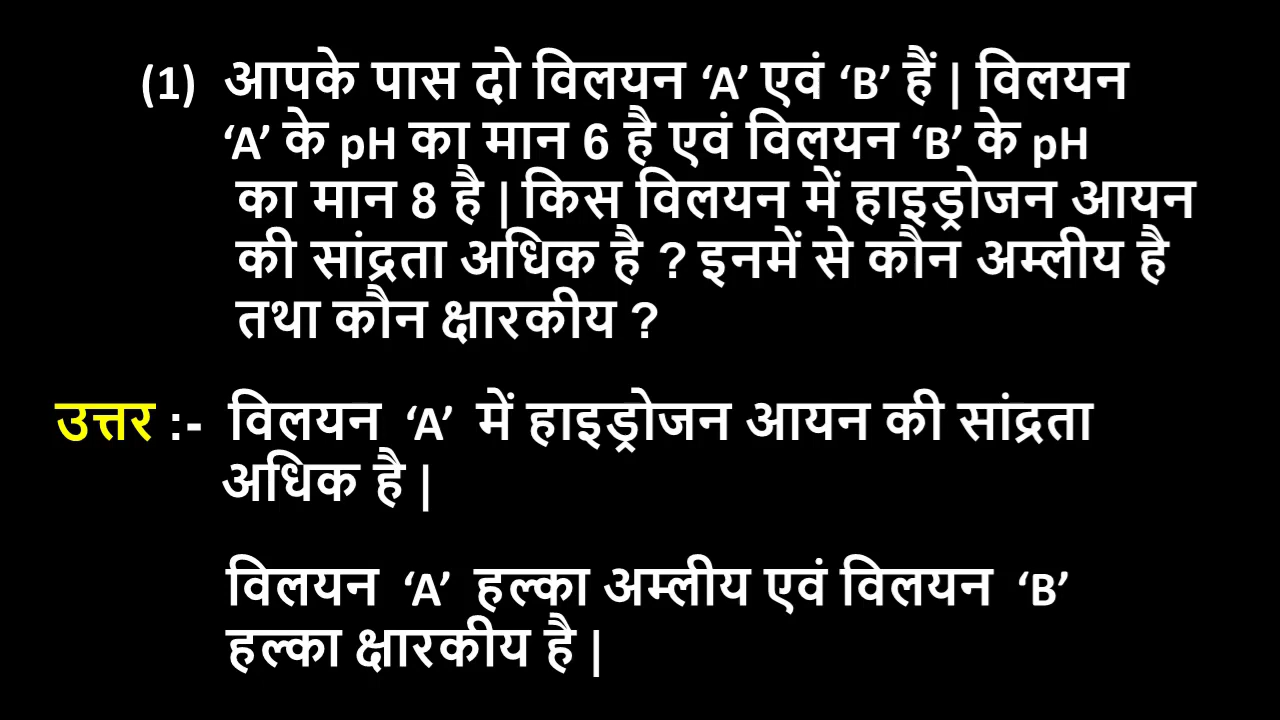 (1) आपके पास दो विलयन ‘A’ एवं ‘B’ हैं | विलयन
‘A’ के pH का मान 6 है एवं विलयन ‘B’ के pH
का मान 8 है | किस विलयन में हाइड्रोजन आयन
की सांद्रता अधिक है ? इनमें से कौन अम्लीय है
तथा कौन क्षारकीय ?
उत्तर :- विलयन ‘A’ में हाइड्रोजन आयन की सांद्रता
अधिक है |
विलयन ‘A’ हल्का अम्लीय एवं विलयन ‘B’
हल्का क्षारकीय है |